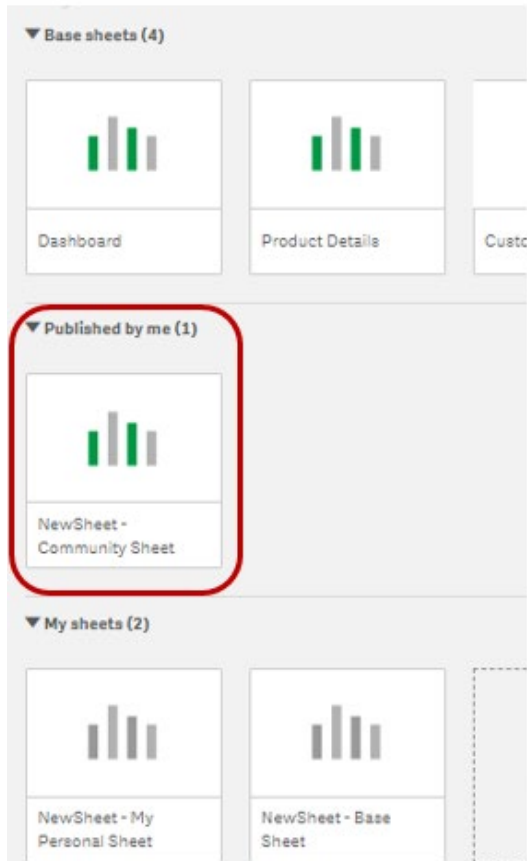 Base sheets (4)
Dashboard
Product Details
Custo
Published by me (1)
NewSheet -
Community Sheet
My sheets (2)
NewSheet - My
Personal Sheet
NewSheet - Base
Sheet